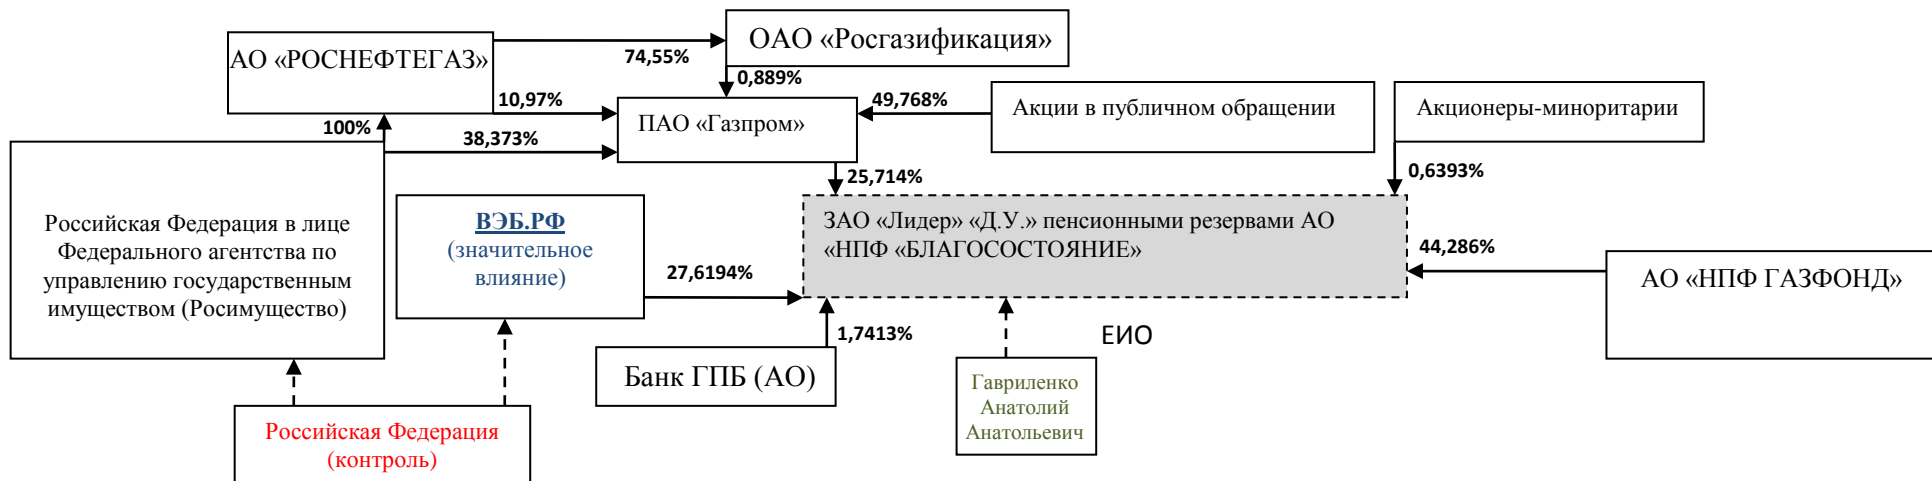 АО «РОСНЕФТЕГАЗ»
74,55%
ОАО «Росгазификация»
0,889%
10,97%
ПАО «Газпром»
49,768%
Акции в публичном обращении
Акционеры-миноритарии
100%
38,373%
25,714%
0,6393%
Российская Федерация в лице
Федерального агентства по
управлению государственным
имуществом (Росимущество)
ВЭБ.РФ
(значительное
влияние)
27,6194%
ЗАО «Лидер» «Д.У.» пенсионными резервами АО
«НПФ «БЛАГОСОСТОЯНИЕ»
44,286%
АО «НПФ ГАЗФОНД»
1,7413%
ЕИО
Банк ГПБ (АО)
Гавриленко
Анатолий
Анатольевич
Российская Федерация
(контроль)